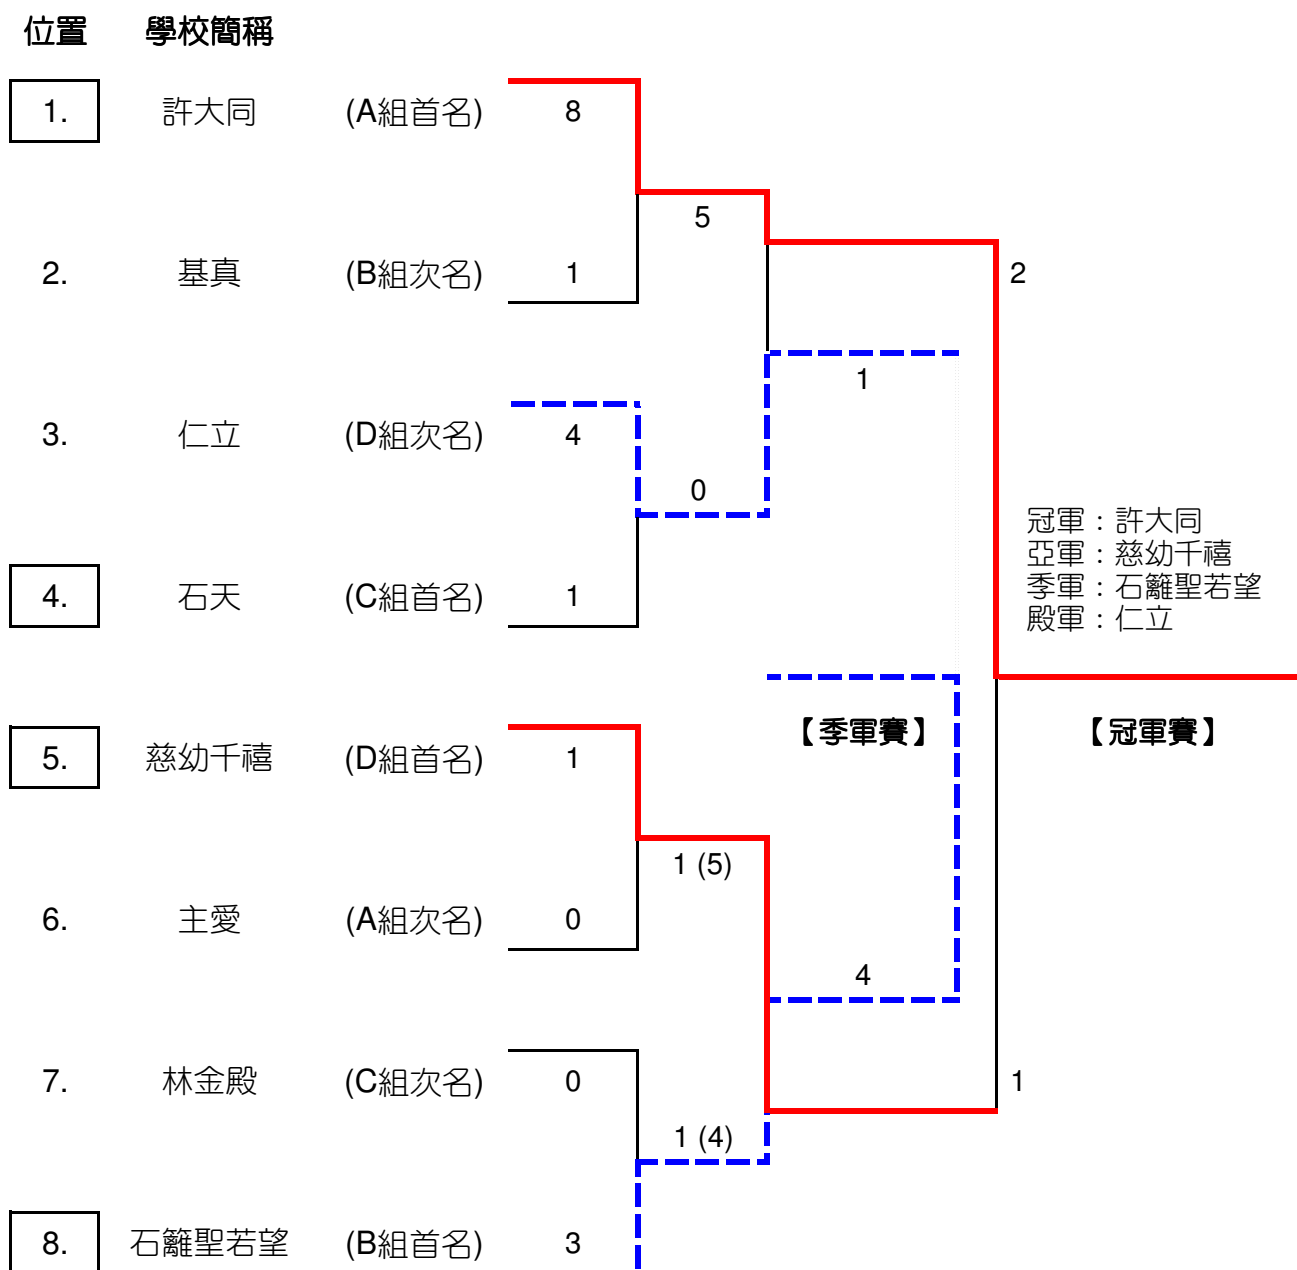 位置 學校簡稱
1. 許大同 (A組首名) 8
5
2. 基真 (B組次名) 1
2
1
3. 仁立 (D組次名) 4
0
冠軍：許大同
亞軍：慈幼千禧
季軍：石籬聖若望
殿軍：仁立
4. 石天 (C組首名) 1
【季軍賽】 【冠軍賽】
5. 慈幼千禧 (D組首名) 1
1 (5)
6. 主愛 (A組次名) 0
4
7. 林金殿 (C組次名) 0
1
1 (4)
8. 石籬聖若望 (B組首名) 3